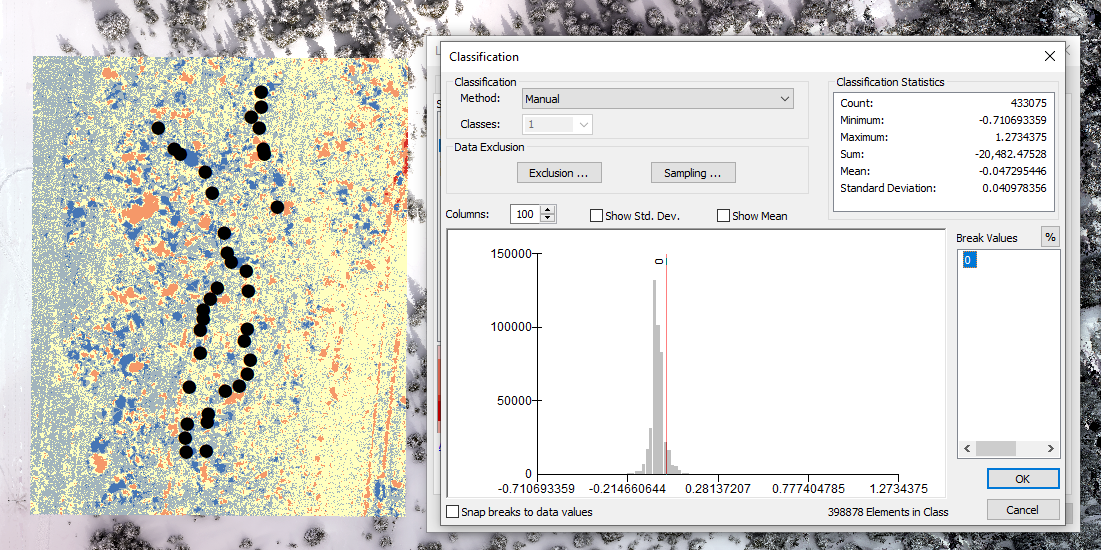 Classification
Classification
Method: Manual
Classes: 1
Data Exclusion
Exclusion ...
Sampling ...
Columns: 100
Show Std. Dev.
Show Mean
Classification Statistics
Count: 433075
Minimum: -0.710693359
Maximum: 1.2734375
Sum: -20,482.47528
Mean: -0.047295446
Standard Deviation: 0.040978356
Break Values
%
0
150000
100000
50000
0
0
-0.710693359 -0.214660644 0.28137207 0.777404785 1.2734375
Snap breaks to data values
398878 Elements in Class
OK
Cancel